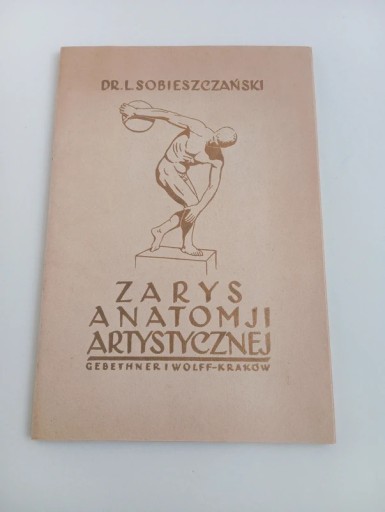 DR. L. SOBIESZCZAŃSKI
ZARYS
ANATOMJI
ARTYSTYCZNEJ
GEBETHNER I WOLFF-KRAKÓW